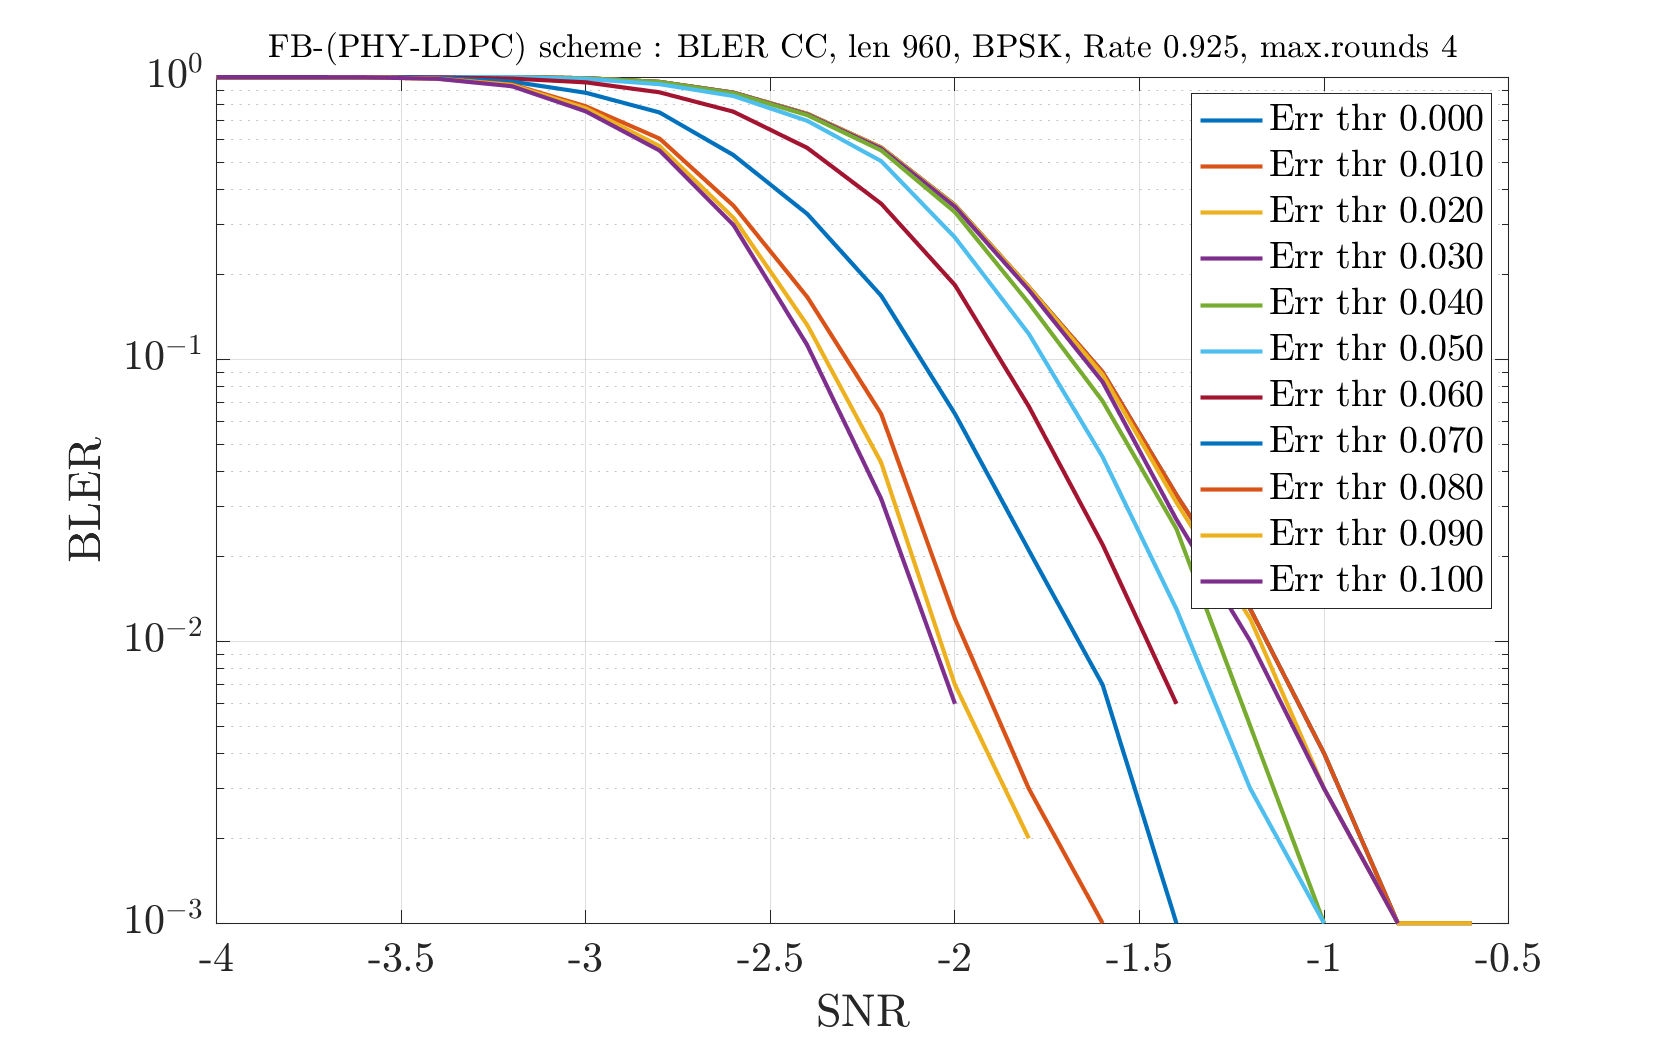 FB-(PHY-LDPC) scheme : BLER CC, len 960, BPSK, Rate 0.925, max.rounds 4
10^0
10^-1
10^-2
10^-3
BLER
-4 -3.5 -3 -2.5 -2 -1.5 -1 -0.5
SNR
Err thr 0.000
Err thr 0.010
Err thr 0.020
Err thr 0.030
Err thr 0.040
Err thr 0.050
Err thr 0.060
Err thr 0.070
Err thr 0.080
Err thr 0.090
Err thr 0.100